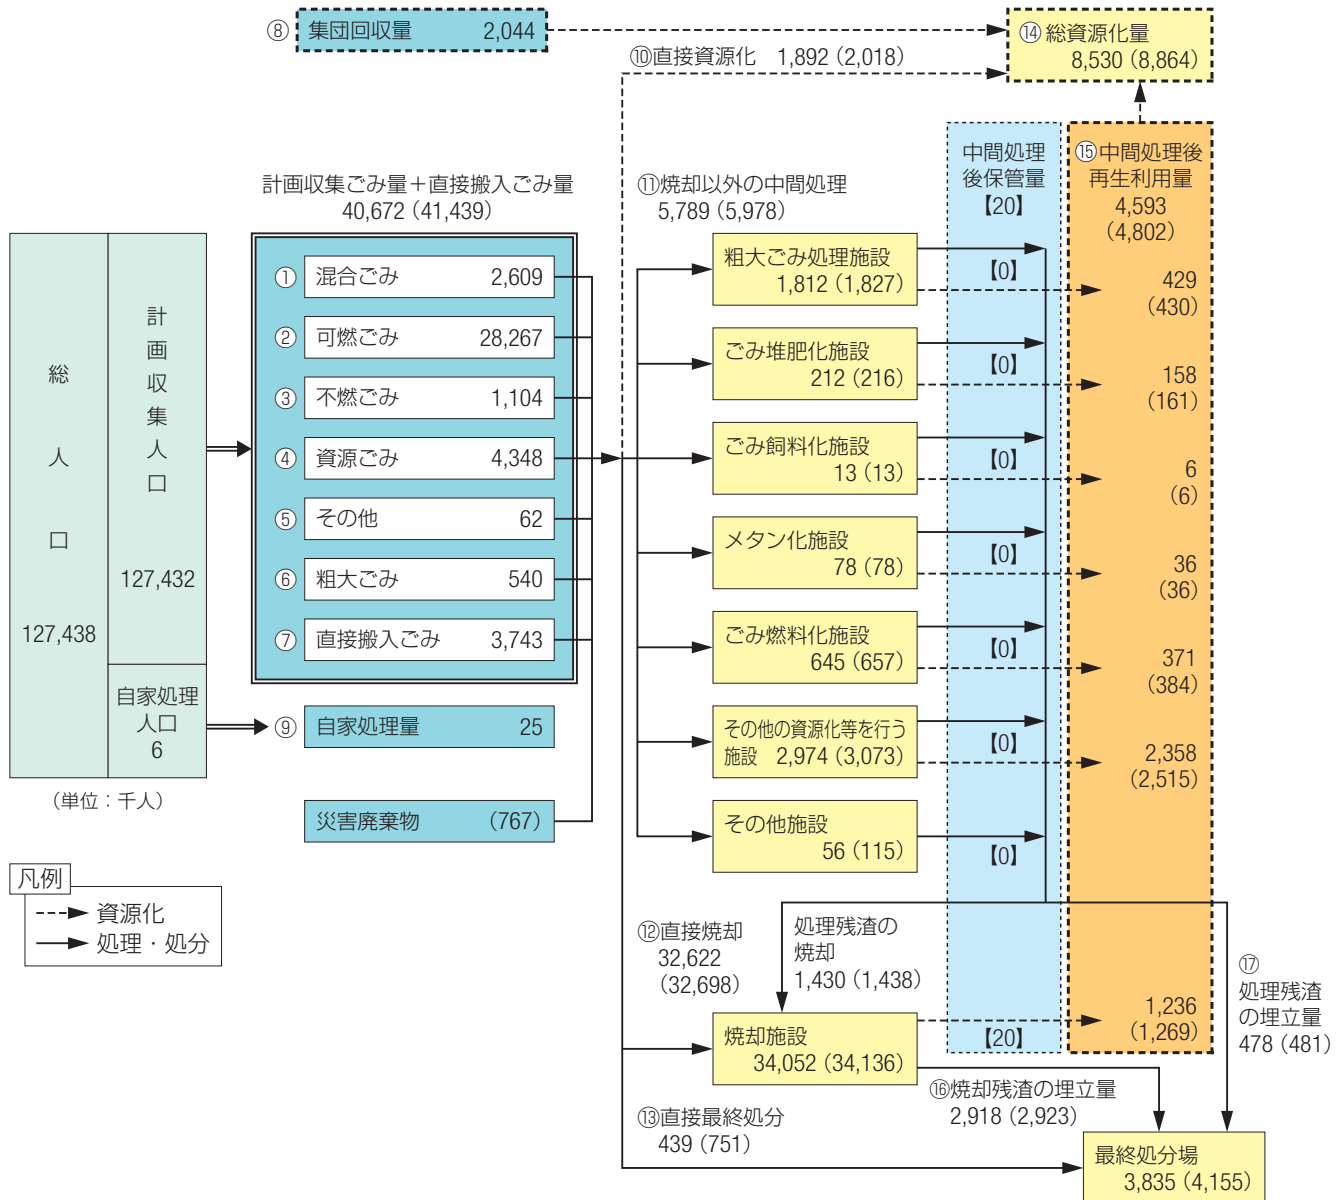 ⑧ 集団回収量 2,044
⑩直接資源化 1,892 (2,018)
⑭ 総資源化量
8,530 (8,864)
計画収集ごみ量＋直接搬入ごみ量
40,672 (41,439)
総人口
127,438
計画収集人口
127,432
自家処理
人口
6
（単位：千人）
① 混合ごみ 2,609
② 可燃ごみ 28,267
③ 不燃ごみ 1,104
④ 資源ごみ 4,348
⑤ その他 62
⑥ 粗大ごみ 540
⑦ 直接搬入ごみ 3,743
⑨ 自家処理量 25
災害廃棄物 (767)
凡例
資源化
処理・処分
⑪焼却以外の中間処理
5,789 (5,978)
粗大ごみ処理施設
1,812 (1,827)
ごみ堆肥化施設
212 (216)
ごみ飼料化施設
13 (13)
メタン化施設
78 (78)
ごみ燃料化施設
645 (657)
その他の資源化等を行う
施設 2,974 (3,073)
その他施設
56 (115)
中間処理
後保管量
【20】
【0】
【0】
【0】
【0】
【0】
【0】
【0】
【20】
⑮中間処理後
再生利用量
4,593
(4,802)
429
(430)
158
(161)
6
(6)
36
(36)
371
(384)
2,358
(2,515)
1,236
(1,269)
⑫直接焼却
32,622
(32,698)
処理残渣の
焼却
1,430 (1,438)
焼却施設
34,052 (34,136)
⑰
処理残渣
の埋立量
478 (481)
⑯焼却残渣の埋立量
2,918 (2,923)
⑬直接最終処分
439 (751)
最終処分場
3,835 (4,155)